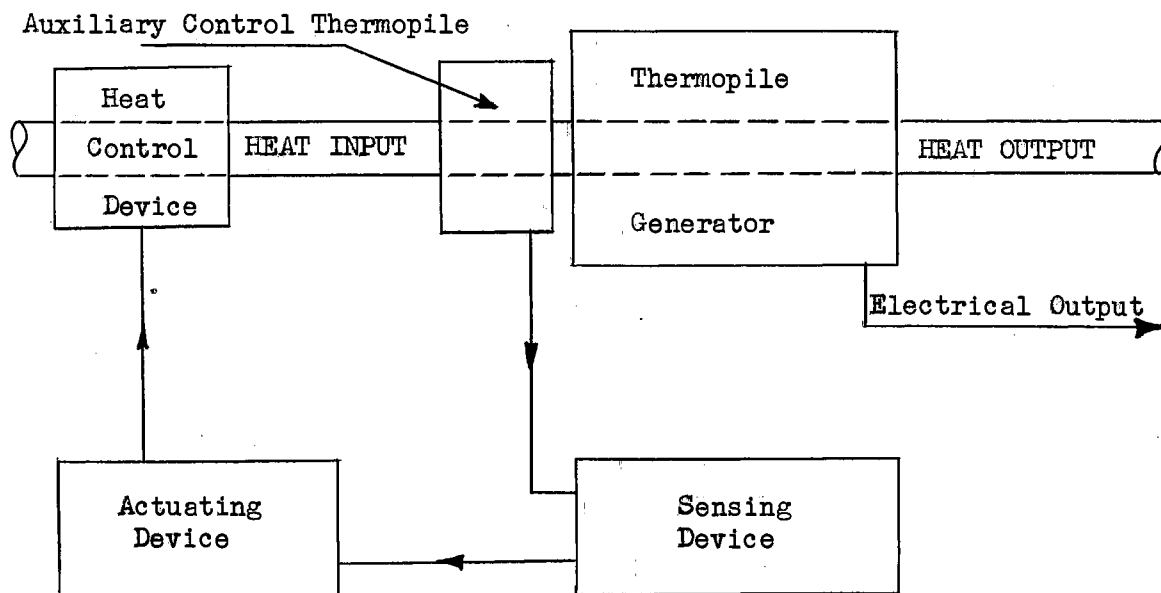 Auxiliary Control Thermopile
Heat
Control
Device
HEAT INPUT
Thermopile
Generator
HEAT OUTPUT
Electrical Output
Actuating
Device
Sensing
Device